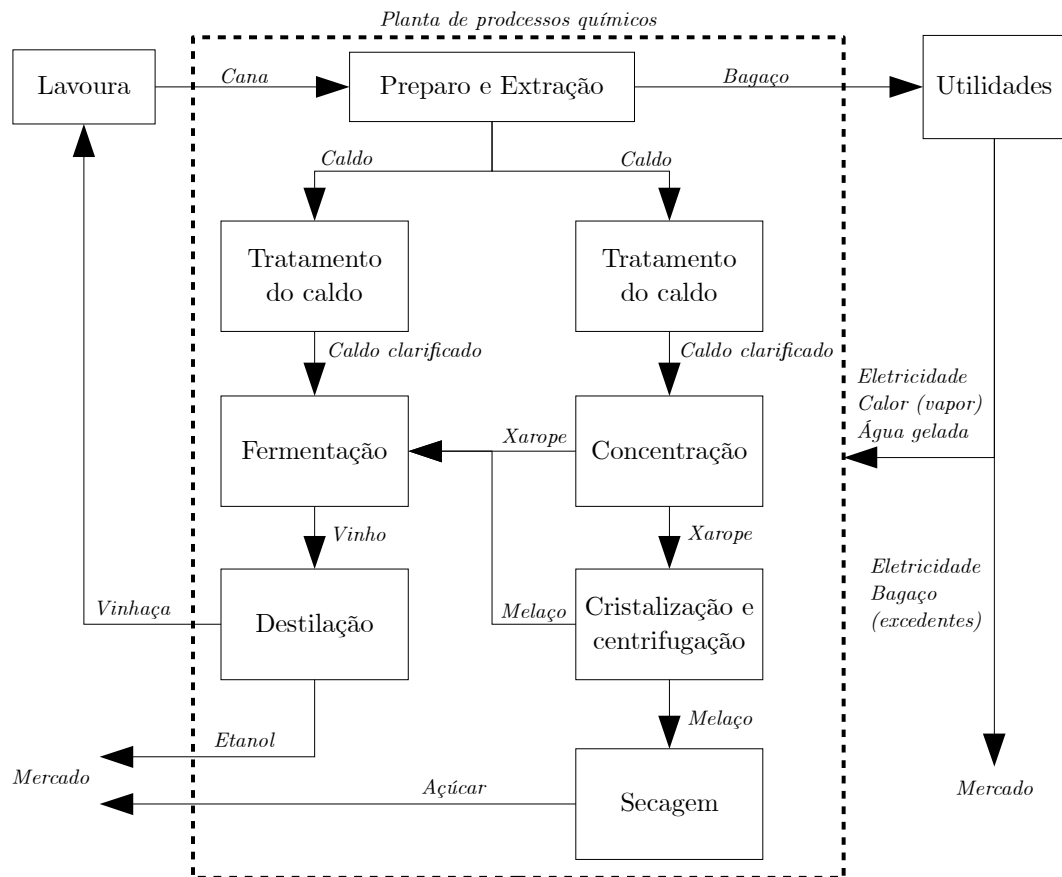 Planta de prodcessos químicos
Lavoura
Cana
Preparo e Extração
Bagaço
Utilidades
Caldo
Caldo
Tratamento
do caldo
Tratamento
do caldo
Caldo clarificado
Caldo clarificado
Eletricidade
Calor (vapor)
Água gelada
Fermentação
Xarope
Concentração
Vinho
Xarope
Eletricidade
Bagaço
(excedentes)
Vinhaça
Destilação
Melaço
Cristalização e
centrifugação
Melaço
Etanol
Mercado
Açúcar
Secagem
Mercado